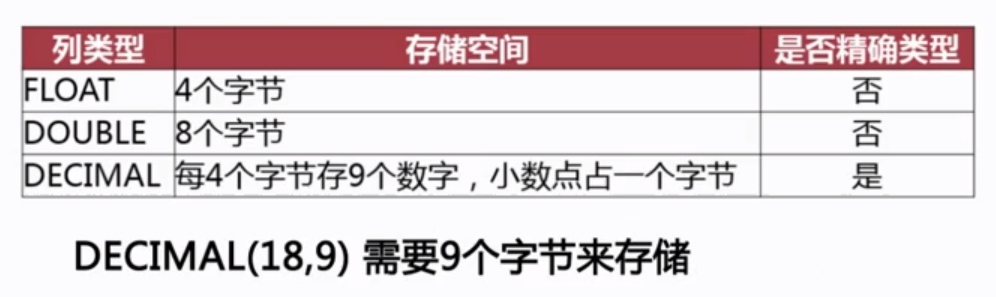 列类型 存储空间 是否精确类型
FLOAT 4个字节 否
DOUBLE 8个字节 否
DECIMAL 每4个字节存9个数字，小数点占一个字节 是
DECIMAL(18,9) 需要9个字节来存储